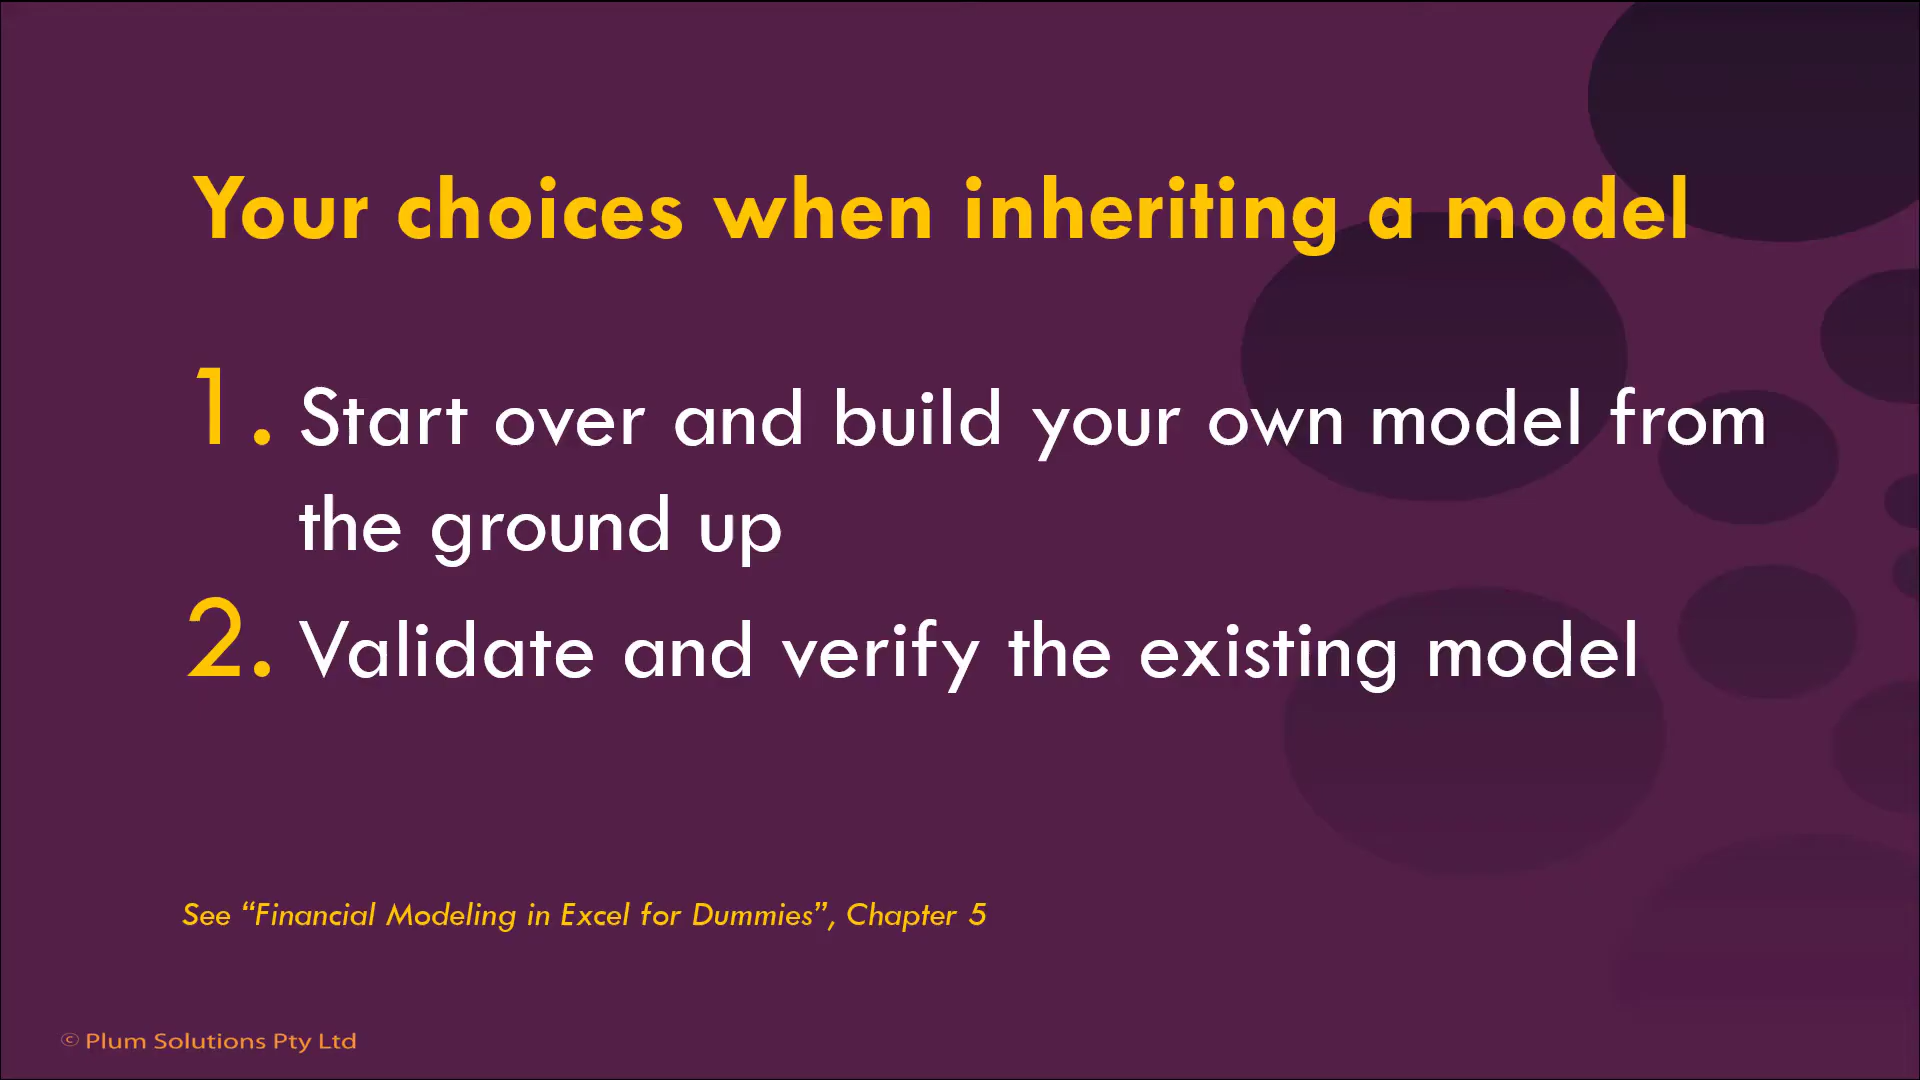 Your choices when inheriting a model
1. Start over and build your own model from
the ground up
2. Validate and verify the existing model
See “Financial Modeling in Excel for Dummies”, Chapter 5
© Plum Solutions Pty Ltd